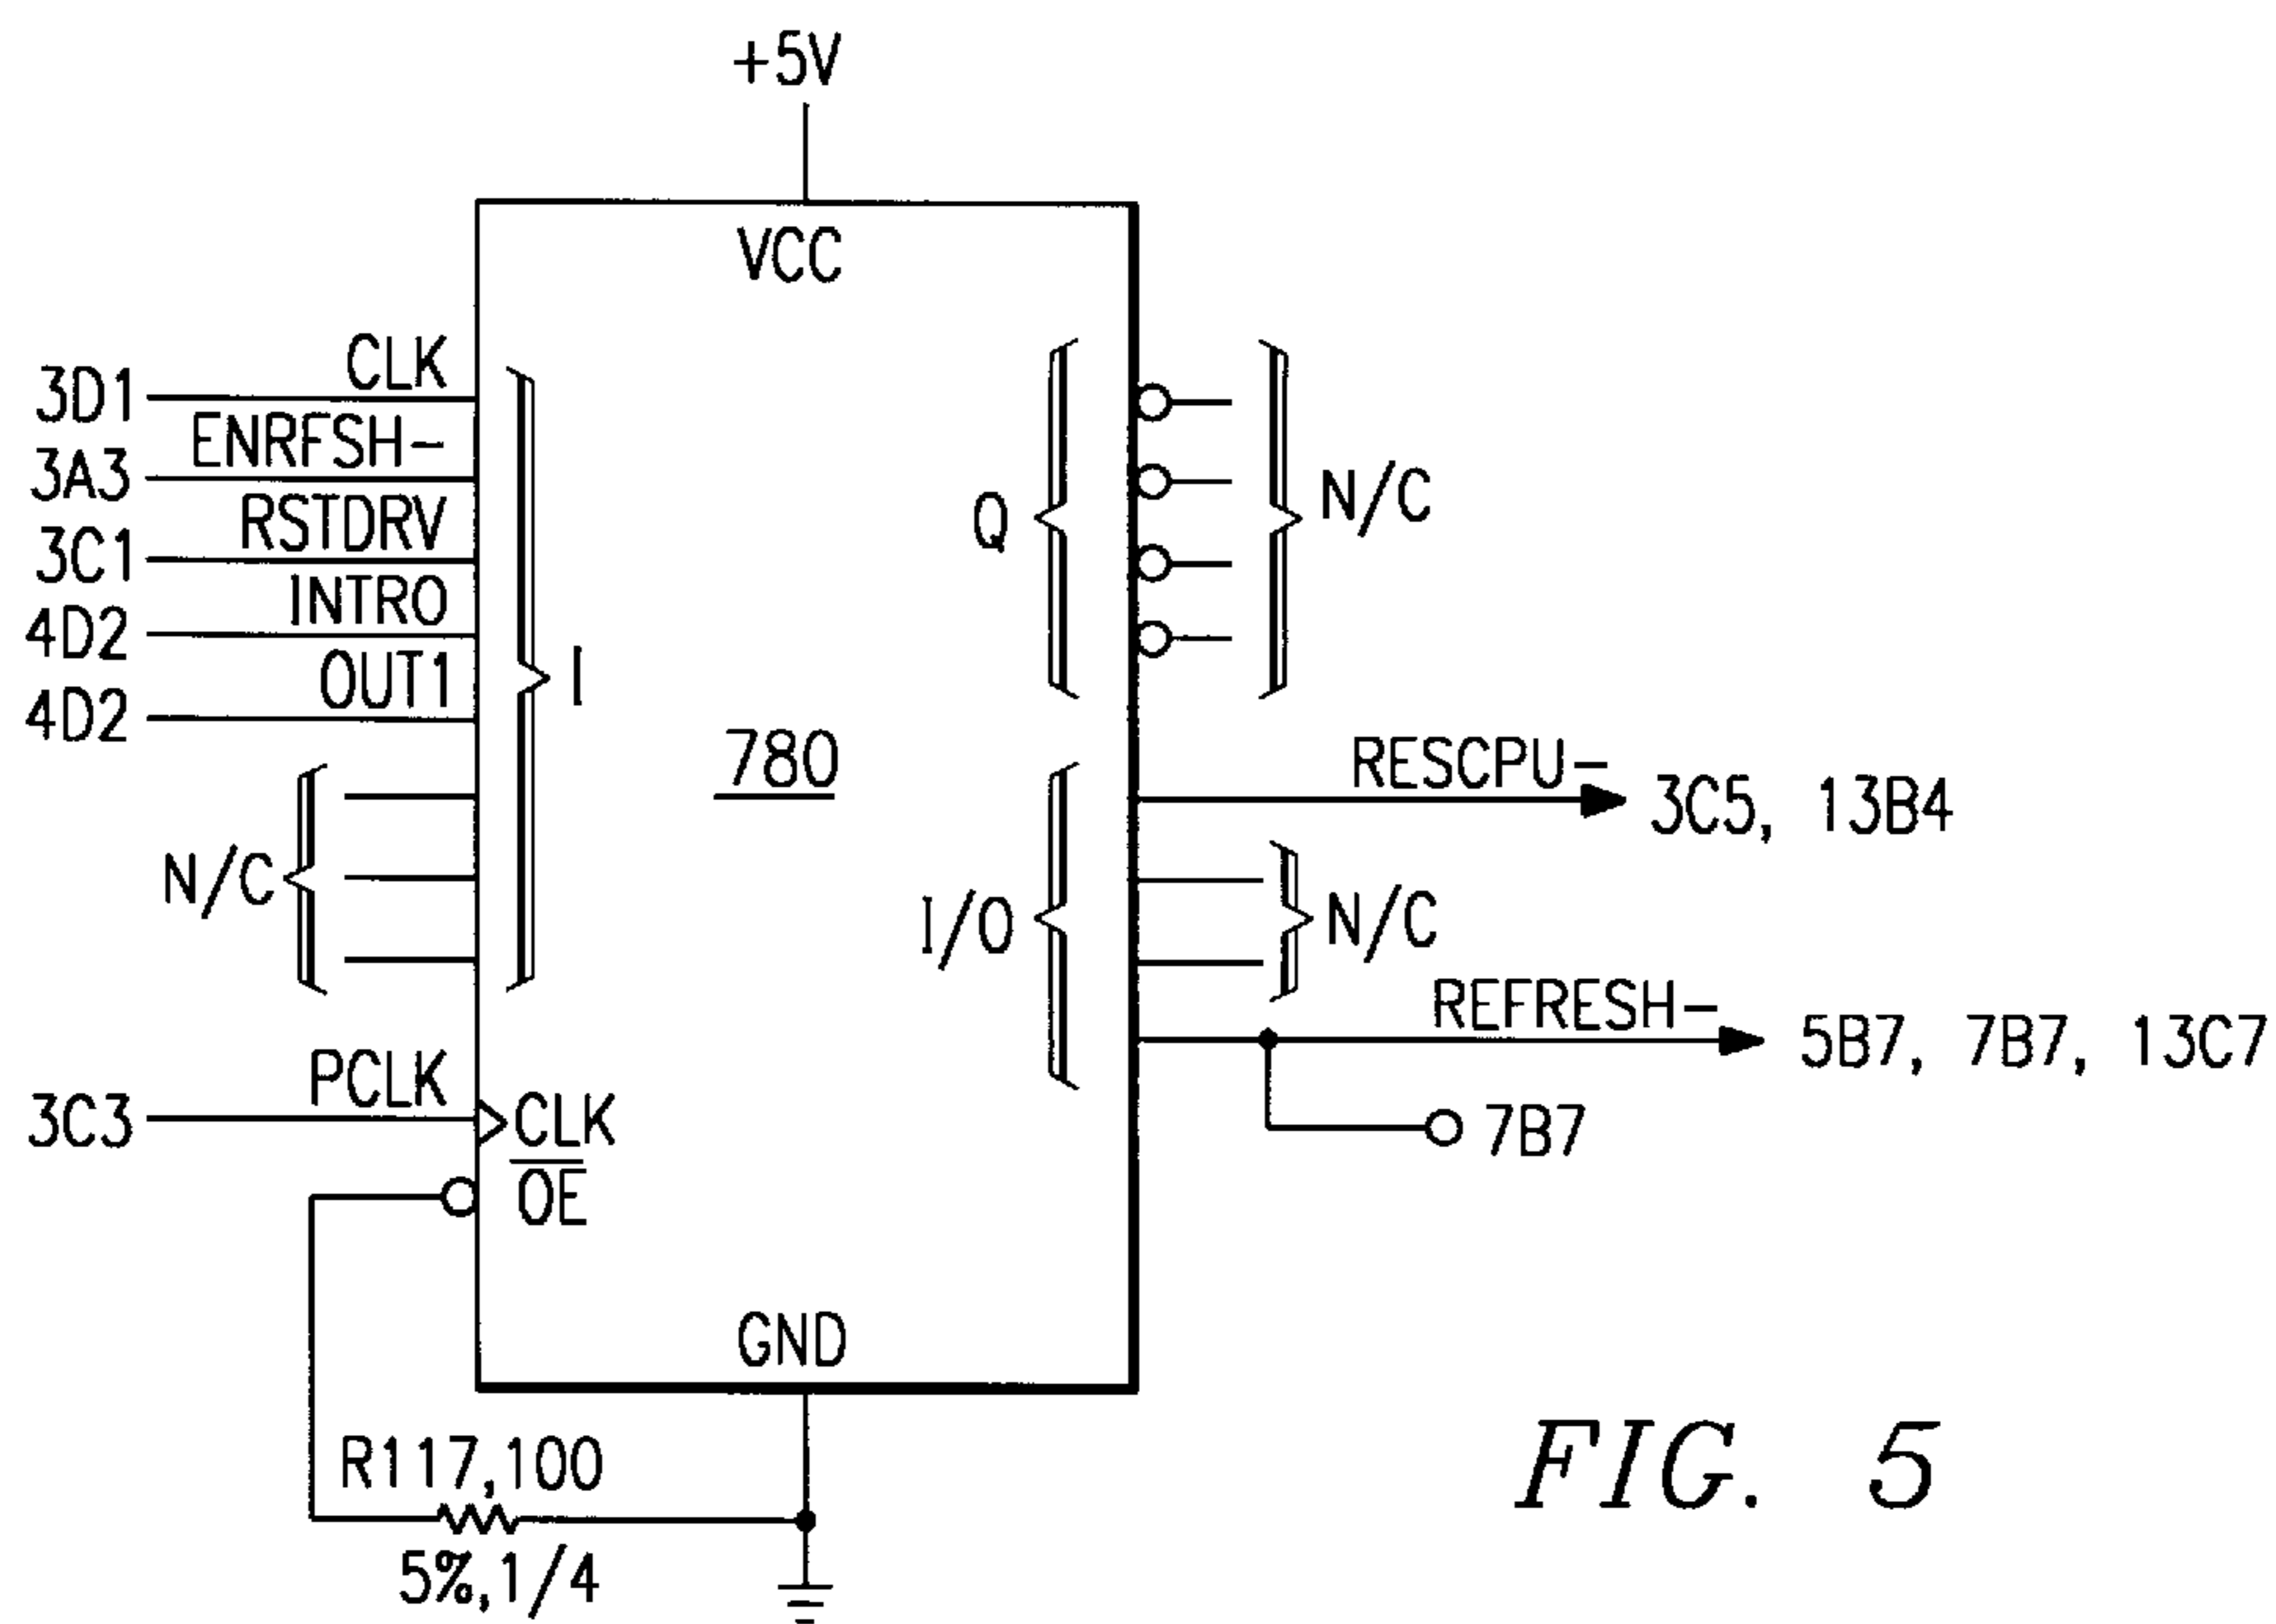 +5V
VCC
CLK
3D1
ENRFSH-
3A3
RSTDRV
3C1
INTRO
4D2
OUT1
4D2
I
Q
N/C
780
RESCPU-
3C5, 13B4
N/C
I/O
N/C
REFRESH-
5B7, 7B7, 13C7
7B7
PCLK
3C3
CLK
OE
GND
R117,100
5%,1/4
FIG. 5